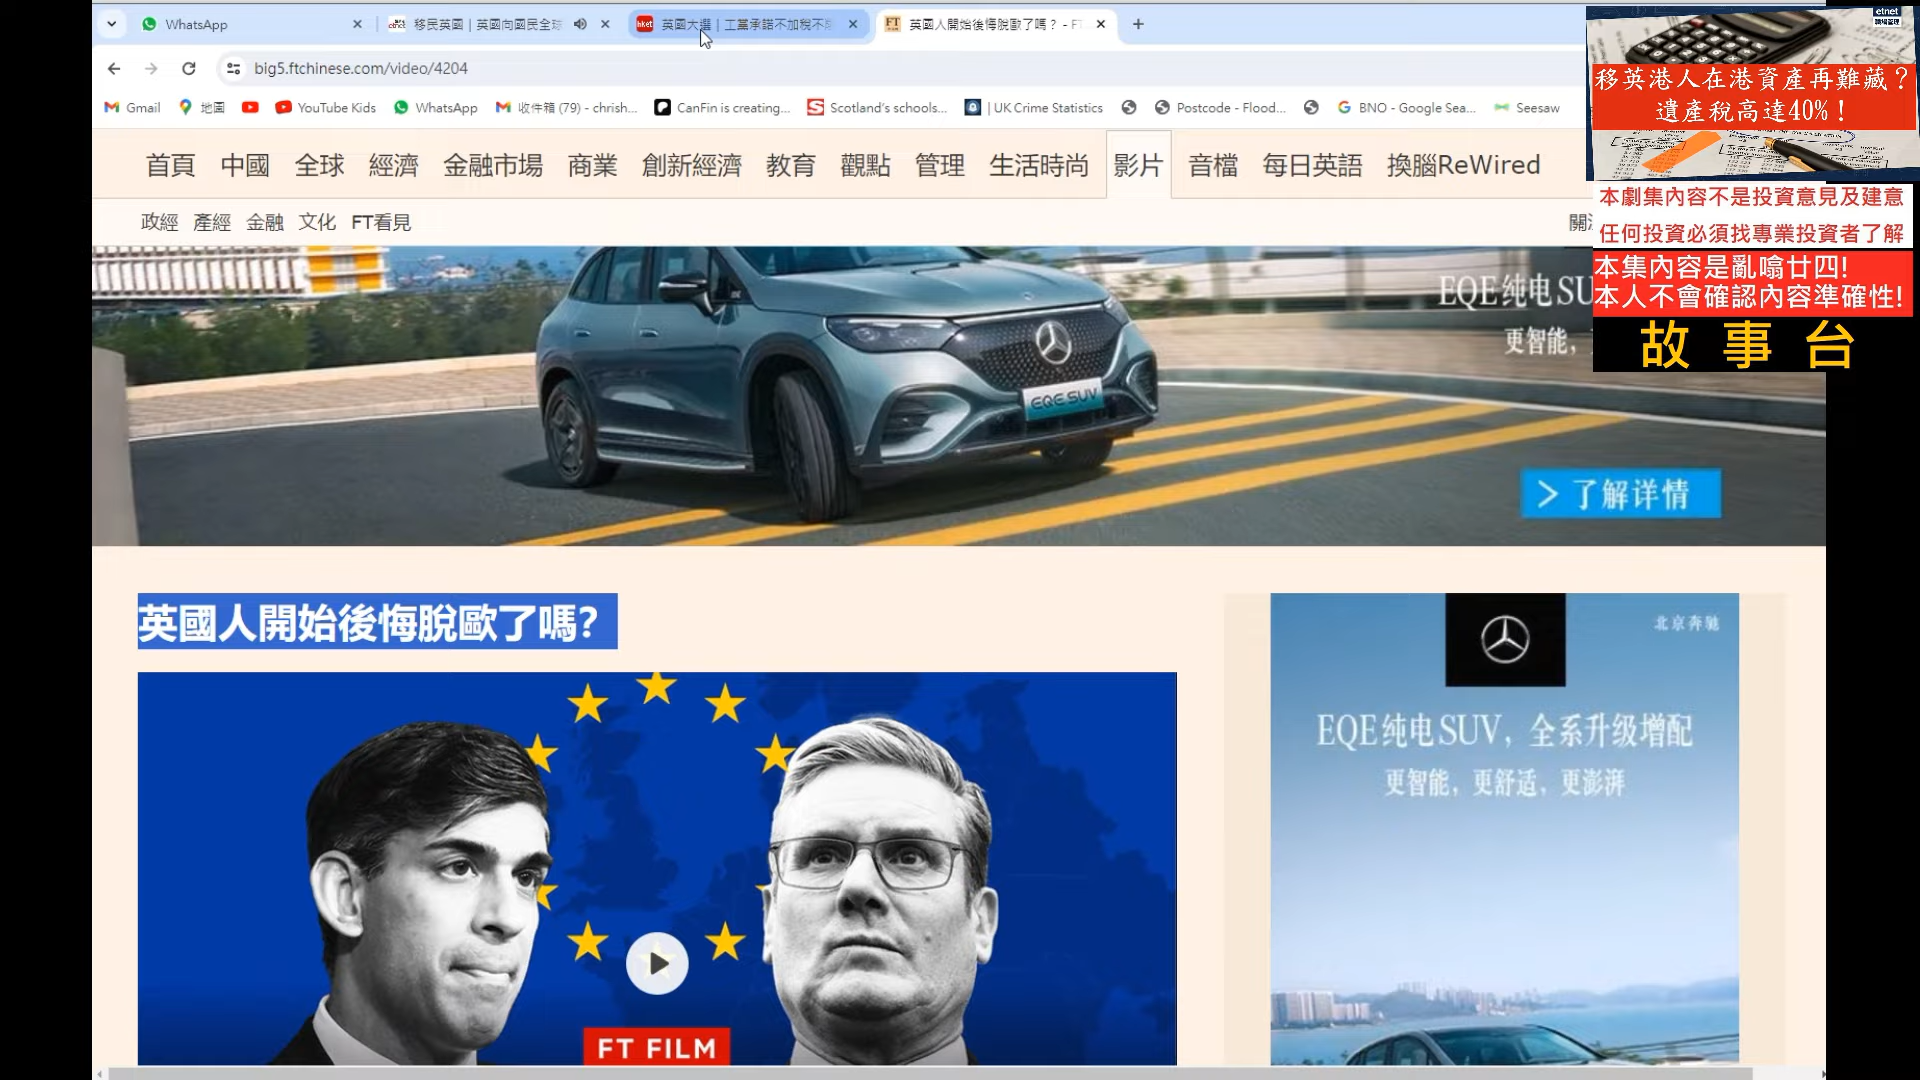 WhatsApp
移民英國 | 英國向國民全球
英國大選 | 工黨承諾不加稅不
英國人開始後悔脫歐了嗎？ - F
big5.ftchinese.com/video/4204
Gmail
地圖
YouTube Kids
WhatsApp
收件箱 (79) - chrish...
CanFin is creating...
Scotland's schools...
| UK Crime Statistics
Postcode - Flood...
BNO - Google Sea...
Seesaw
首頁 中國 全球 經濟 金融市場 商業 創新經濟 教育 觀點 管理 生活時尚 影片 音檔 每日英語 換腦ReWired
政經 產經 金融 文化 FT看見
關注
EQE纯电SU
更智能，
EQE SUV
> 了解详情
英國人開始後悔脫歐了嗎？
FT FILM
北京奔驰
EQE纯电SUV，全系升级增配
更智能，更舒适，更澎湃
etnet
移英港人在港資產再難藏？
遺產稅高達40%！
本劇集內容不是投資意見及建意
任何投資必須找專業投資者了解
本集內容是亂噏廿四!
本人不會確認內容準確性!
故事台